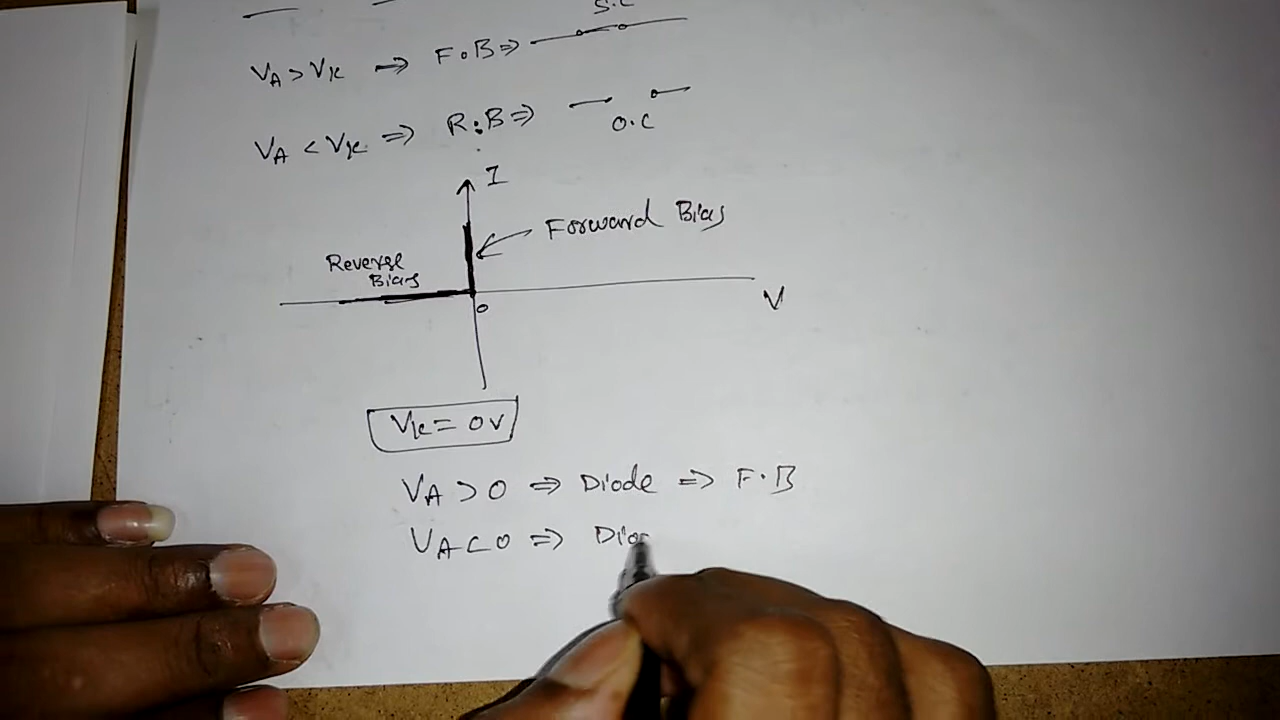 S.C
VA > VK ⇒ F.B ⇒
VA < VK ⇒ R.B ⇒
O.C
I
Forward Bias
Reverse
Bias
0
V
VK = 0V
VA > 0 ⇒ Diode ⇒ F.B
VA < 0 ⇒ Dio